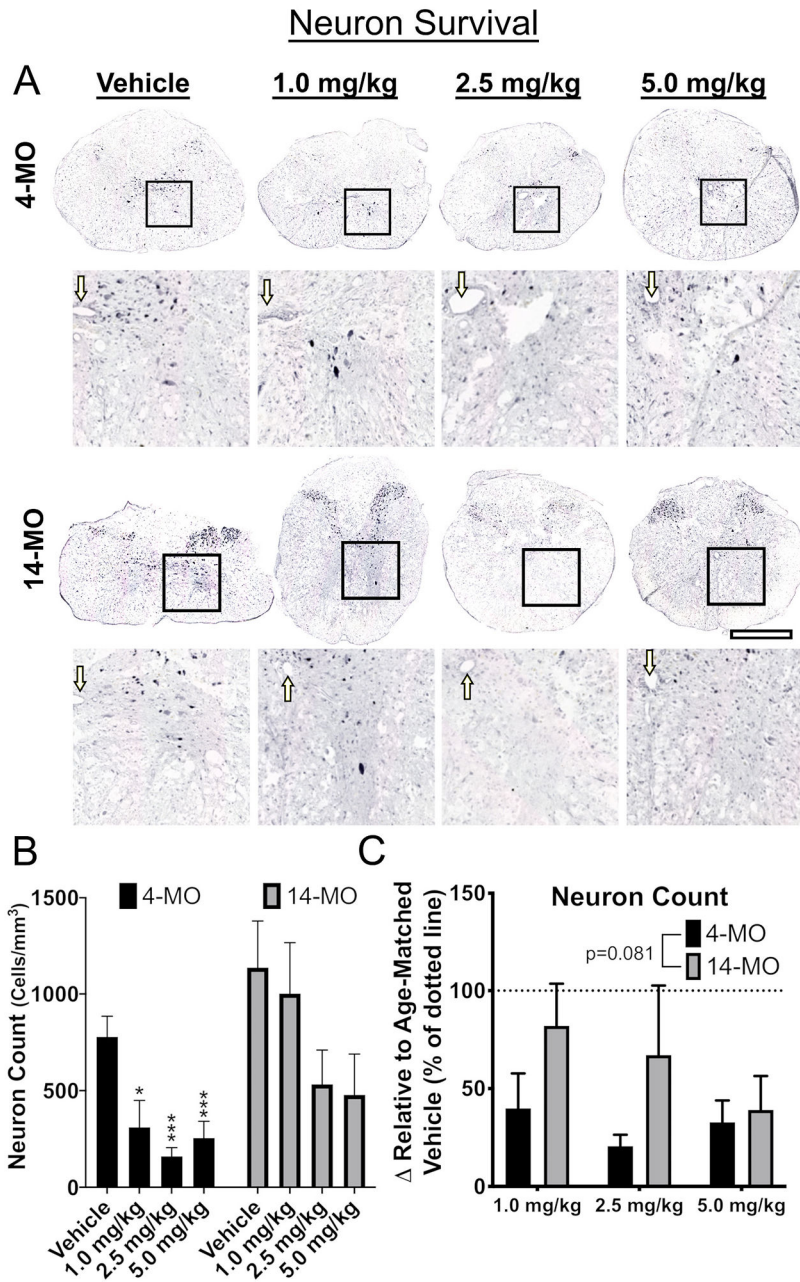 Neuron Survival
A
Vehicle
1.0 mg/kg
2.5 mg/kg
5.0 mg/kg
4-MO
14-MO
B
Neuron Count (Cells/mm³)
1500
1000
500
0
4-MO
14-MO
*
***
***
Vehicle
1.0 mg/kg
2.5 mg/kg
5.0 mg/kg
Vehicle
1.0 mg/kg
2.5 mg/kg
5.0 mg/kg
C
Δ Relative to Age-Matched
Vehicle (% of dotted line)
150
100
50
0
Neuron Count
4-MO
p=0.081
14-MO
1.0 mg/kg
2.5 mg/kg
5.0 mg/kg